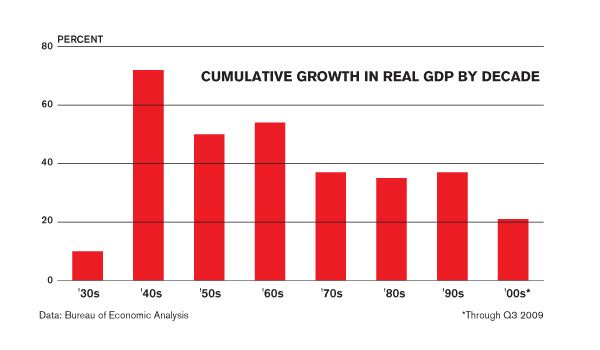 PERCENT
80
CUMULATIVE GROWTH IN REAL GDP BY DECADE
60
40
20
0
'30s '40s '50s '60s '70s '80s '90s '00s*
Data: Bureau of Economic Analysis *Through Q3 2009